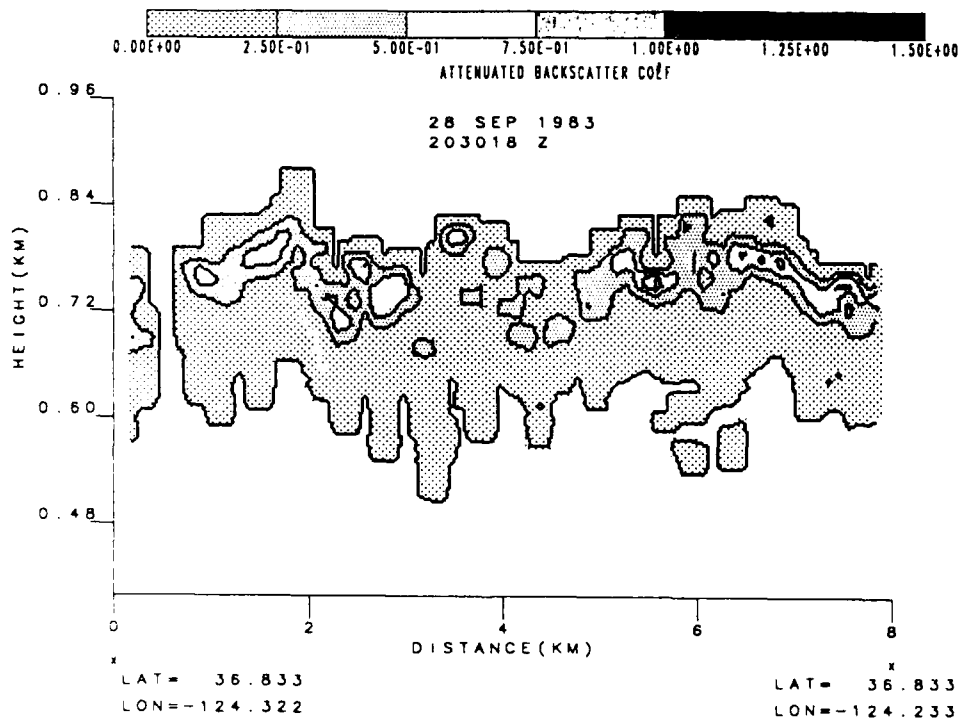 0.00E+00 2.50E-01 5.00E-01 7.50E-01 1.00E+00 1.25E+00 1.50E+00
ATTENUATED BACKSCATTER COEF
28 SEP 1983
203018 Z
HEIGHT(KM)
0.96
0.84
0.72
0.60
0.48
0 2 4 6 8
DISTANCE(KM)
x x
LAT= 36.833 LAT= 36.833
LON=-124.322 LON=-124.233